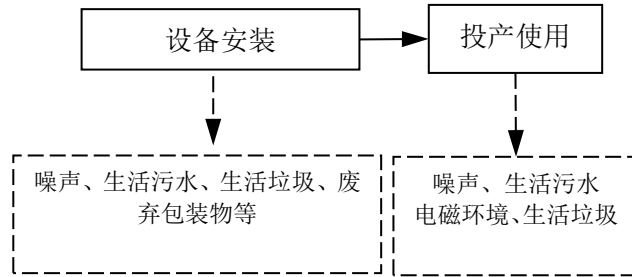 设备安装
投产使用
噪声、生活污水、生活垃圾、废
弃包装物等
噪声、生活污水
电磁环境、生活垃圾